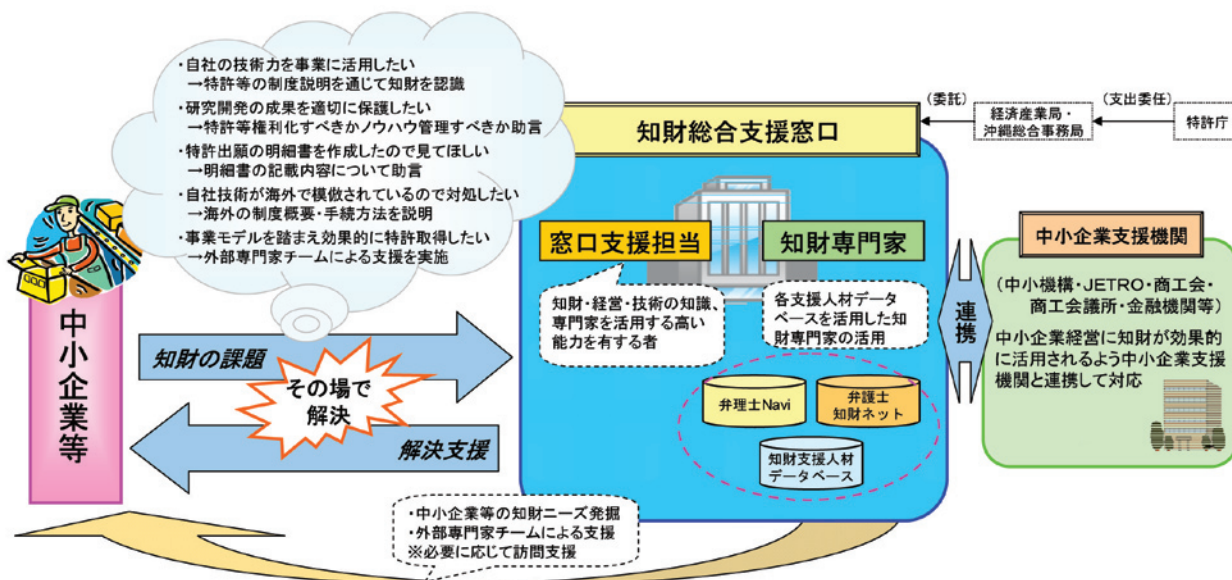 ・自社の技術力を事業に活用したい
→特許等の制度説明を通じて知財を認識
・研究開発の成果を適切に保護したい
→特許等権利化すべきかノウハウ管理すべきか助言
・特許出願の明細書を作成したので見てほしい
→明細書の記載内容について助言
・自社技術が海外で模倣されているので対処したい
→海外の制度概要・手続方法を説明
・事業モデルを踏まえ効果的に特許取得したい
→外部専門家チームによる支援を実施
中小企業等
知財の課題
その場で
解決
解決支援
知財総合支援窓口
(委託)
経済産業局・
沖縄総合事務局
(支出委任)
特許庁
窓口支援担当
知財専門家
知財・経営・技術の知識、
専門家を活用する高い
能力を有する者
各支援人材データ
ベースを活用した知
財専門家の活用
弁理士Navi
弁護士
知財ネット
知財支援人材
データベース
連携
中小企業支援機関
(中小機構・JETRO・商工会・
商工会議所・金融機関等)
中小企業経営に知財が効果的
に活用されるよう中小企業支援
機関と連携して対応
・中小企業等の知財ニーズ発掘
・外部専門家チームによる支援
※必要に応じて訪問支援